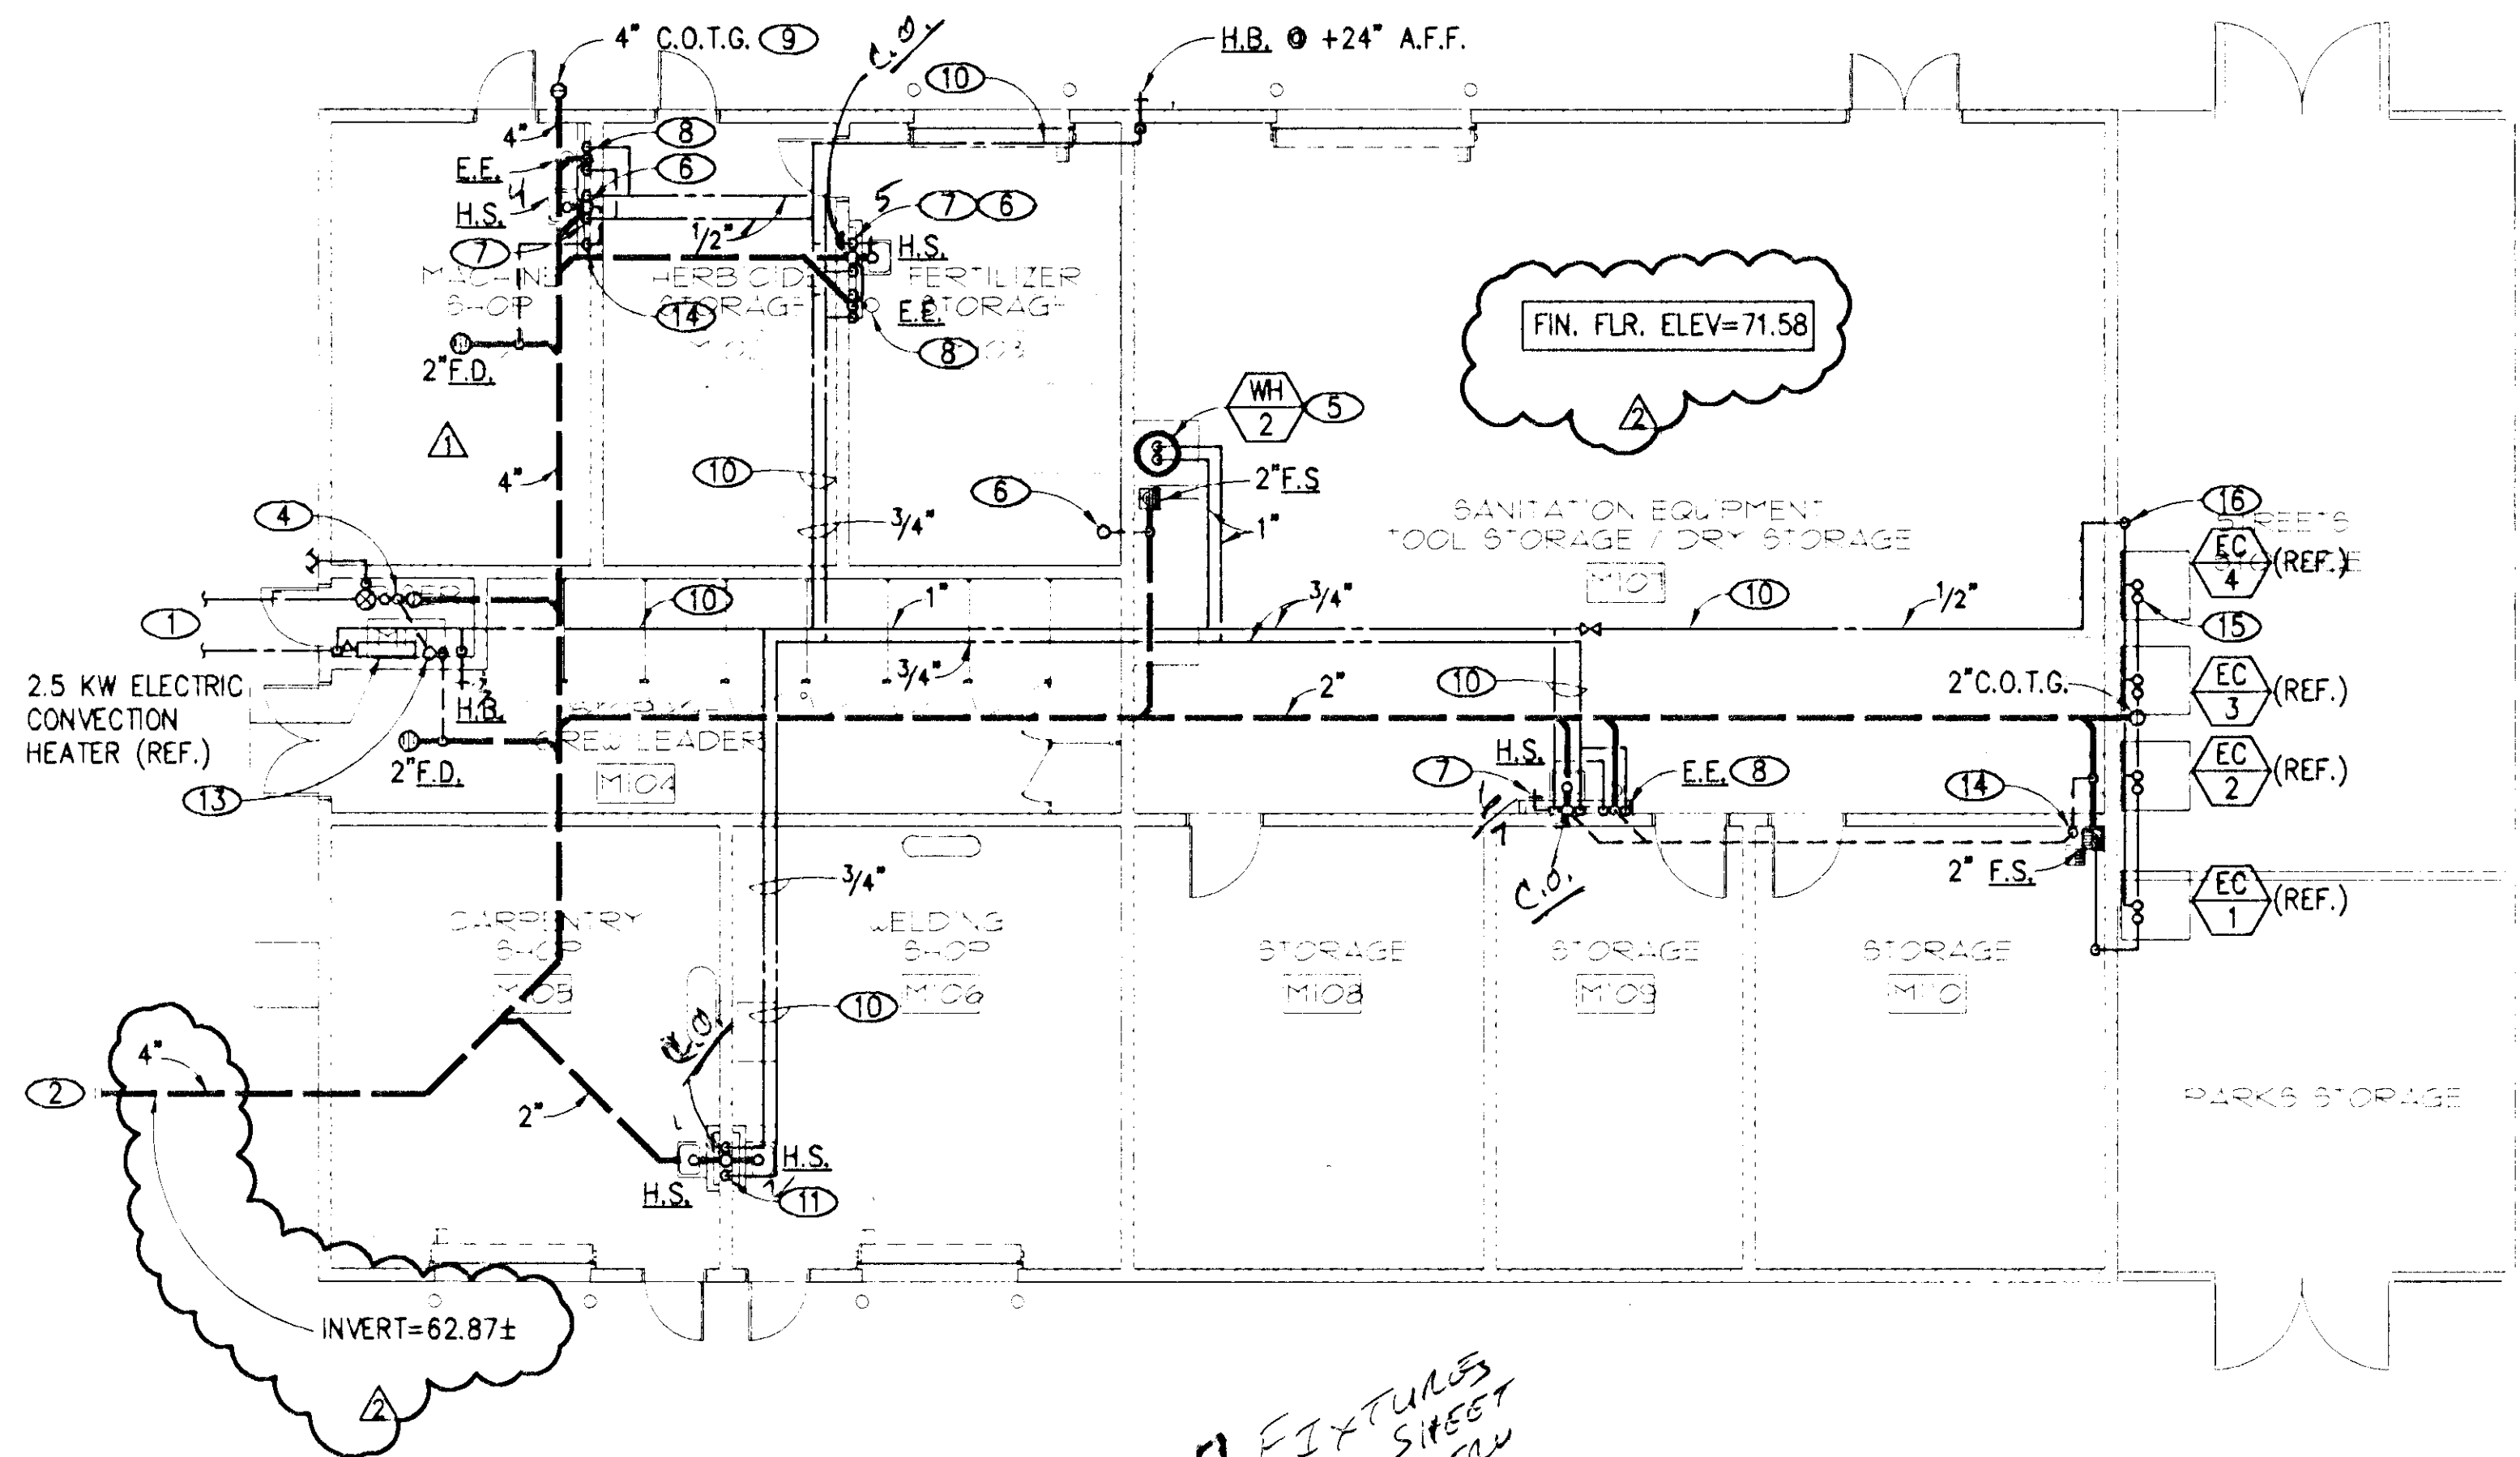 4" C.O.T.G. 9
C.O.
10
H.B. @ +24" A.F.F.
4"
8
E.E.
6
4
H.S.
5
7 6
7
1/2"
H.S.
MACHINE
SHOP
HERBICIDE
STORAGE
FERTILIZER
STORAGE
14
E.E.
8
2"F.D.
FIN. FLR. ELEV=71.58
2
WH
2
5
1
10
4"
6
2"F.S
3/4"
1"
SANITATION EQUIPMENT
TOOL STORAGE / DRY STORAGE
M107
16
STREETS
EC
4
(REF.)
4
1
10
1"
3/4"
10
1/2"
15
3/4"
2.5 KW ELECTRIC
CONVECTION
HEATER (REF.)
H.B.
3
2"
10
2"C.O.T.G.
EC
3
(REF.)
CREW LEADER
M104
2"F.D.
13
H.S.
7
E.E. 8
EC
2
(REF.)
14
C.O.
2" F.S.
EC
1
(REF.)
3/4"
CARPENTRY
SHOP
M105
WELDING
SHOP
M106
STORAGE
M108
STORAGE
M109
STORAGE
M110
10
C.O
4"
2
2"
PARKS STORAGE
H.S.
H.S.
11
INVERT=62.87±
2
FIXTURES
SHEET